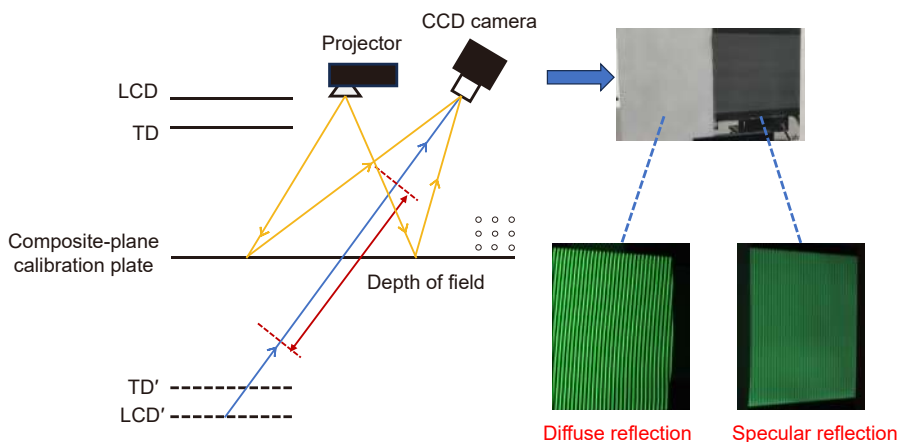 CCD camera
Projector
LCD
TD
Composite-plane
calibration plate
Depth of field
TD′
LCD′
Diffuse reflection
Specular reflection